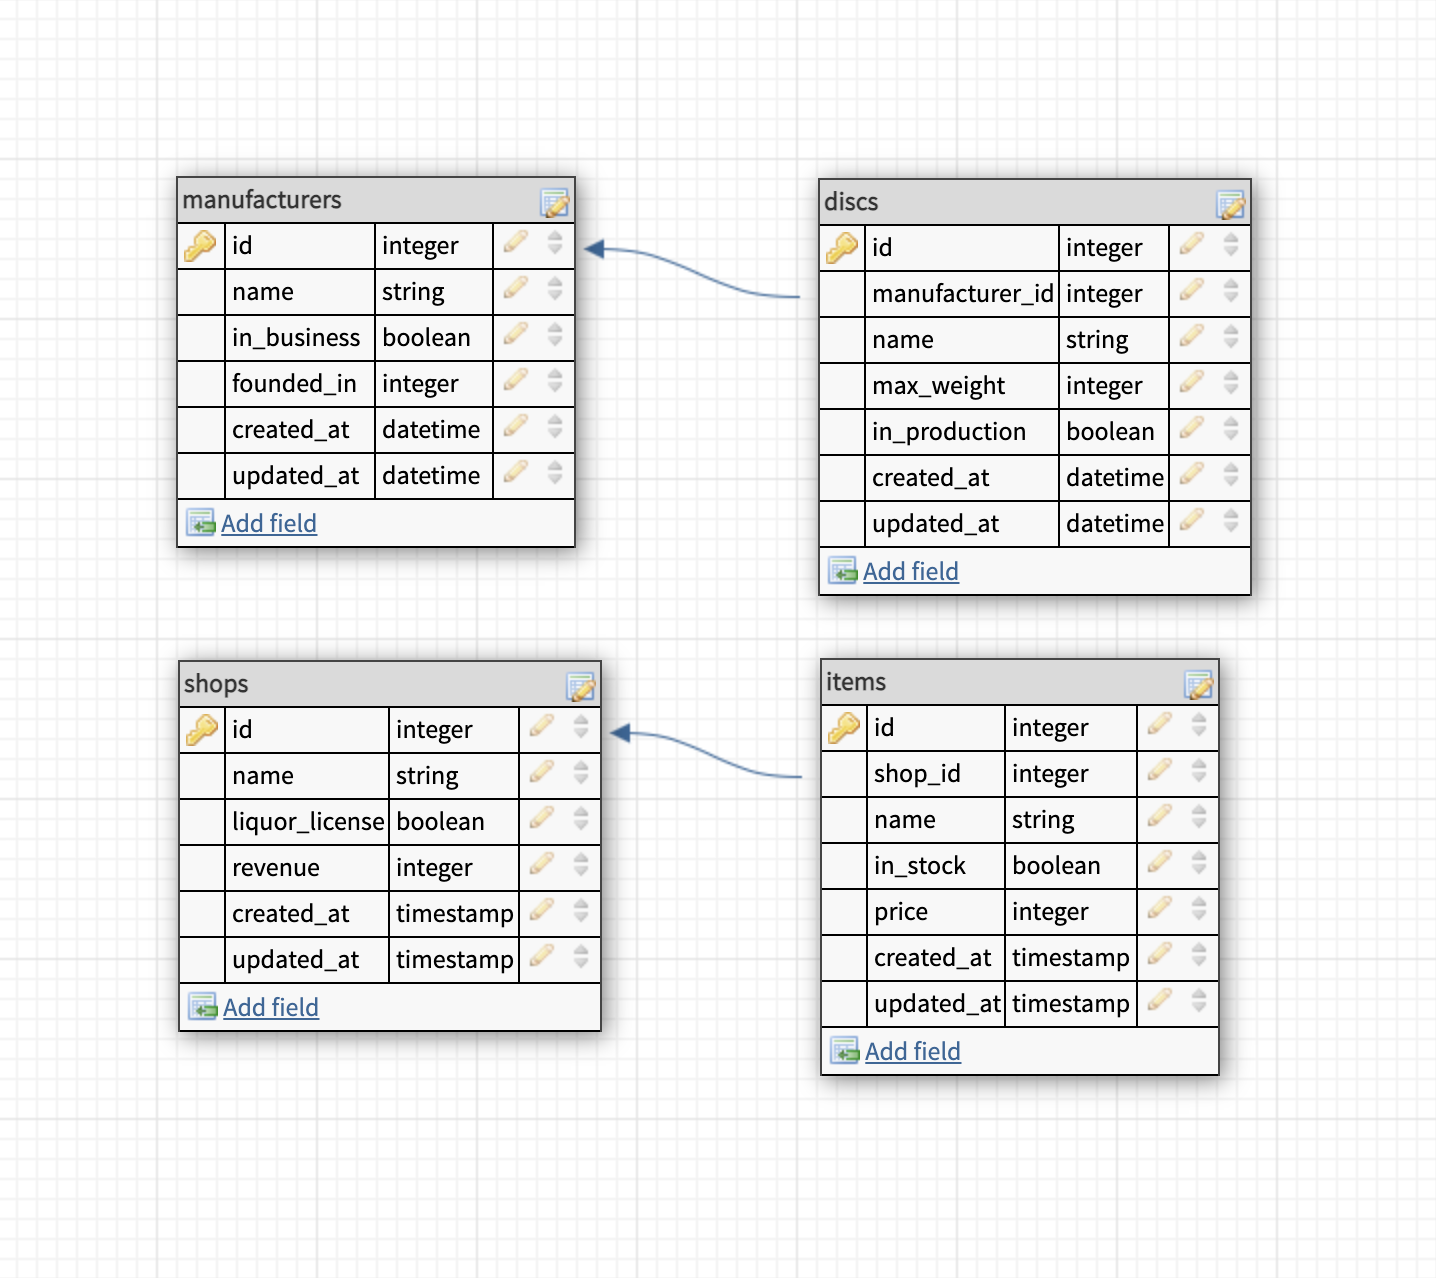 manufacturers
id integer
name string
in_business boolean
founded_in integer
created_at datetime
updated_at datetime
Add field
discs
id integer
manufacturer_id integer
name string
max_weight integer
in_production boolean
created_at datetime
updated_at datetime
Add field
shops
id integer
name string
liquor_license boolean
revenue integer
created_at timestamp
updated_at timestamp
Add field
items
id integer
shop_id integer
name string
in_stock boolean
price integer
created_at timestamp
updated_at timestamp
Add field